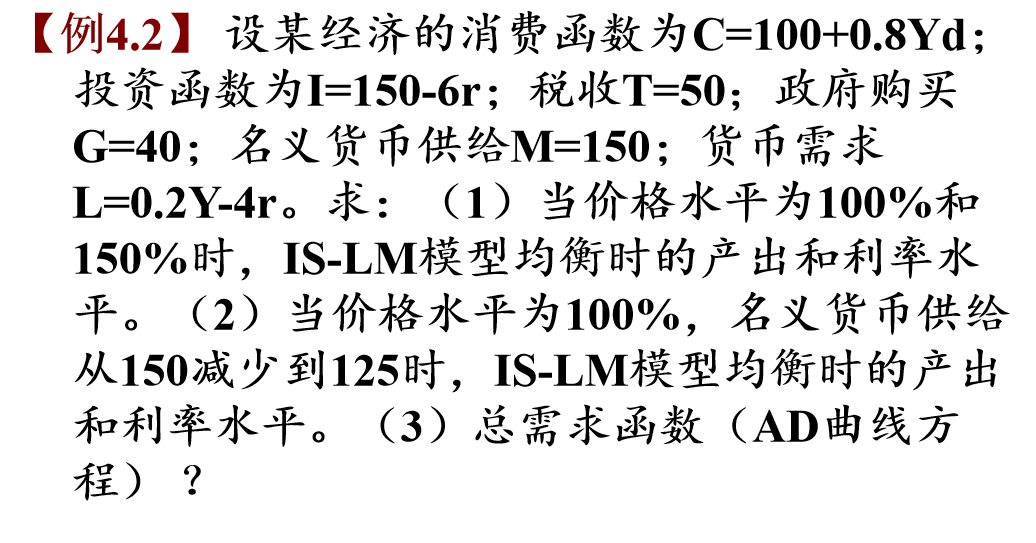 【例4.2】设某经济的消费函数为C=100+0.8Yd；
投资函数为I=150-6r；税收T=50；政府购买
G=40；名义货币供给M=150；货币需求
L=0.2Y-4r。求：（1）当价格水平为100%和
150%时，IS-LM模型均衡时的产出和利率水
平。（2）当价格水平为100%，名义货币供给
从150减少到125时，IS-LM模型均衡时的产出
和利率水平。（3）总需求函数（AD曲线方
程）？